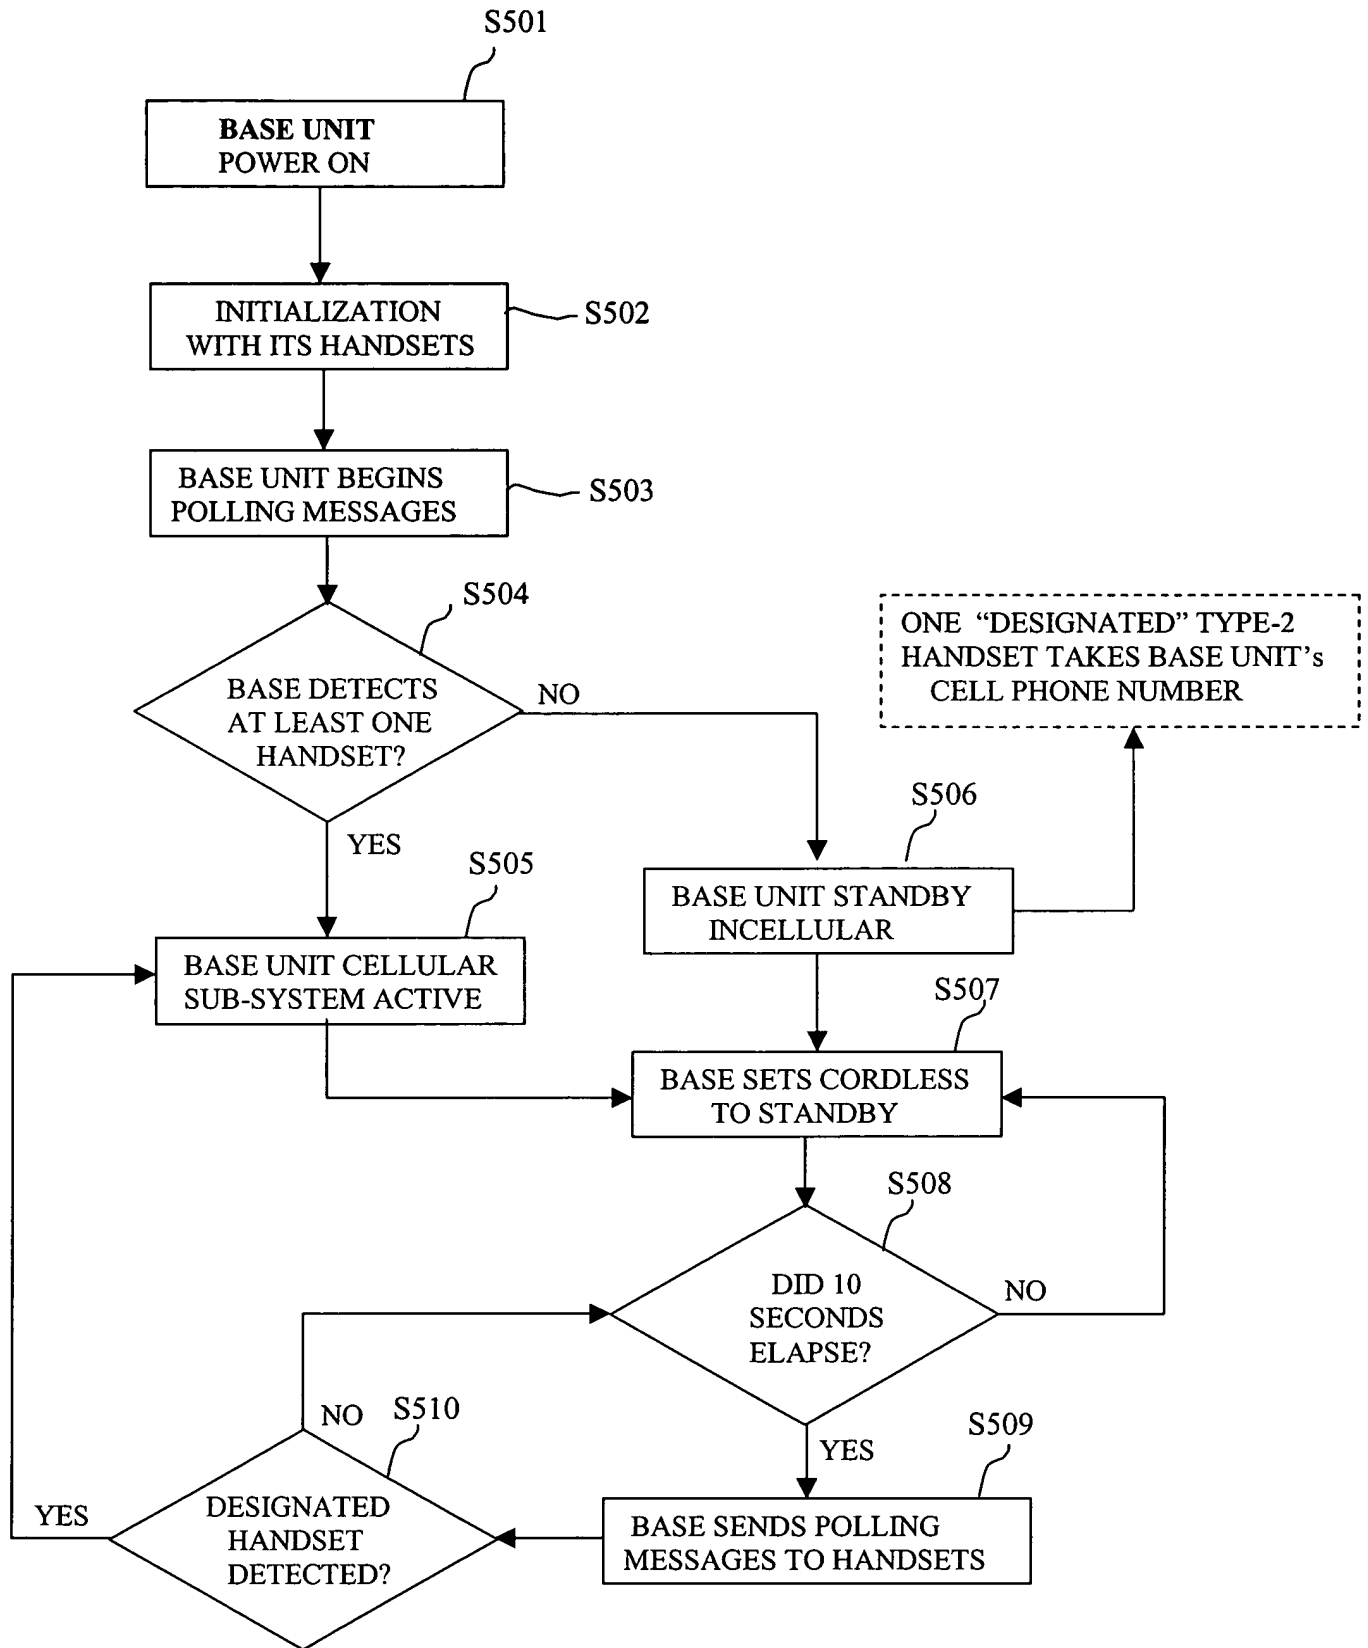 S501
BASE UNIT
POWER ON
INITIALIZATION
WITH ITS HANDSETS
S502
BASE UNIT BEGINS
POLLING MESSAGES
S503
S504
BASE DETECTS
AT LEAST ONE
HANDSET?
NO
YES
ONE “DESIGNATED” TYPE-2
HANDSET TAKES BASE UNIT's
CELL PHONE NUMBER
S506
BASE UNIT STANDBY
INCELLULAR
S505
BASE UNIT CELLULAR
SUB-SYSTEM ACTIVE
S507
BASE SETS CORDLESS
TO STANDBY
S508
DID 10
SECONDS
ELAPSE?
NO
YES
S509
BASE SENDS POLLING
MESSAGES TO HANDSETS
S510
DESIGNATED
HANDSET
DETECTED?
NO
YES